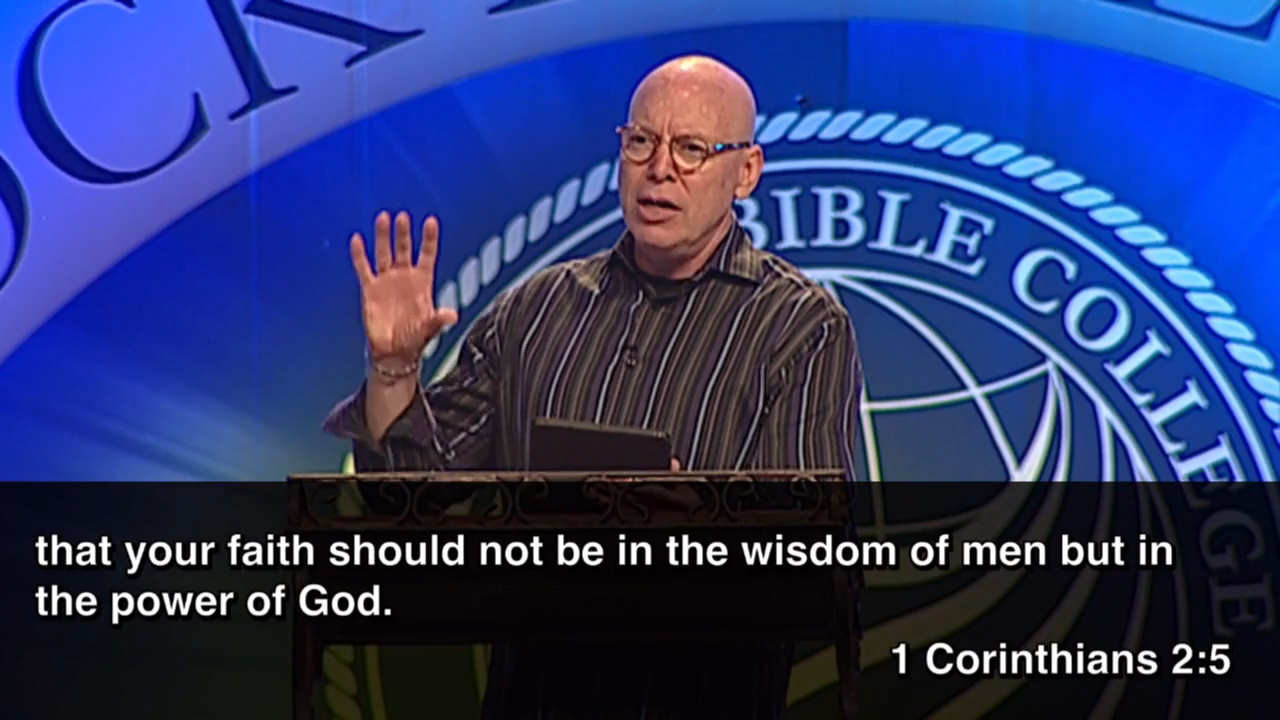 BIBLE COLLEGE
that your faith should not be in the wisdom of men but in
the power of God.
1 Corinthians 2:5